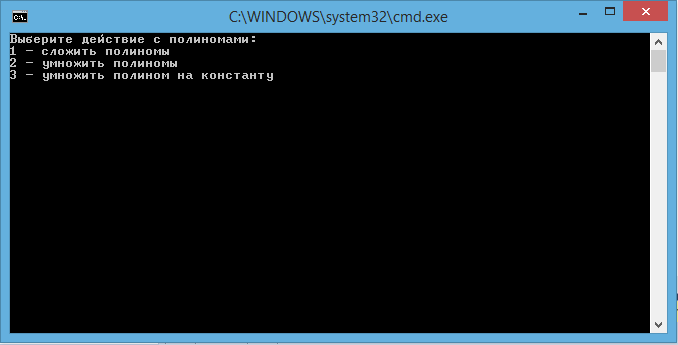 C:\WINDOWS\system32\cmd.exe
Выберите действие с полиномами:
1 - сложить полиномы
2 - умножить полиномы
3 - умножить полином на константу